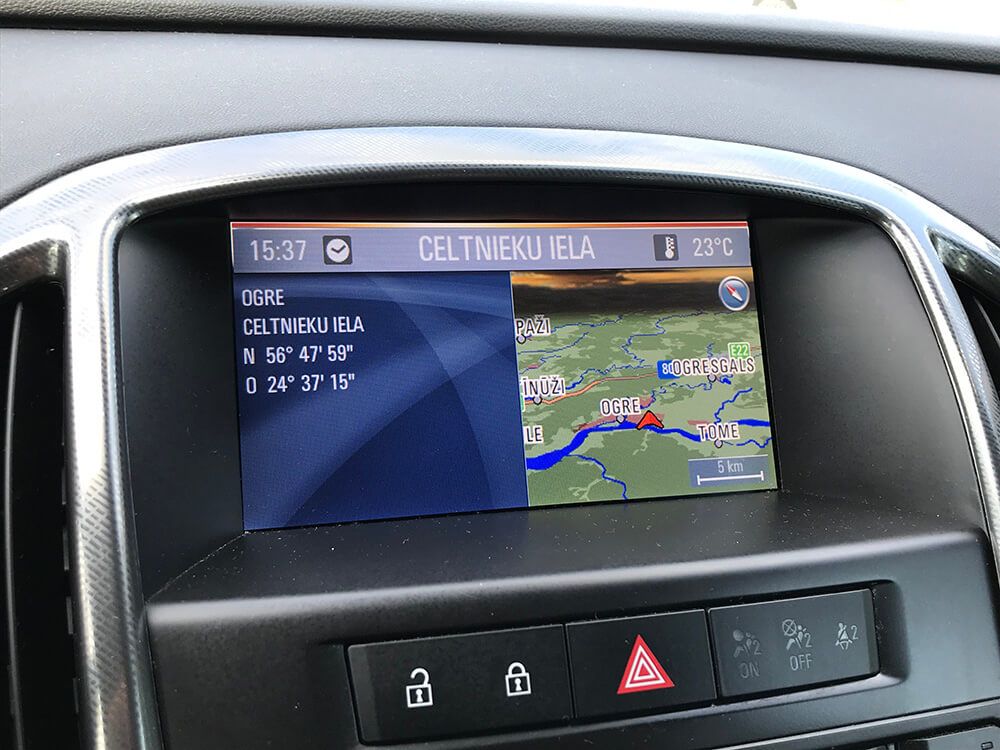 15:37 CELTNIEKU IELA 23°C
OGRE
CELTNIEKU IELA
N 56° 47' 59"
O 24° 37' 15"
PAŽI
E22
80 OGRESGALS
ĪNŪŽI
OGRE
LE
TOME
5 km
2 ON
2 OFF
2